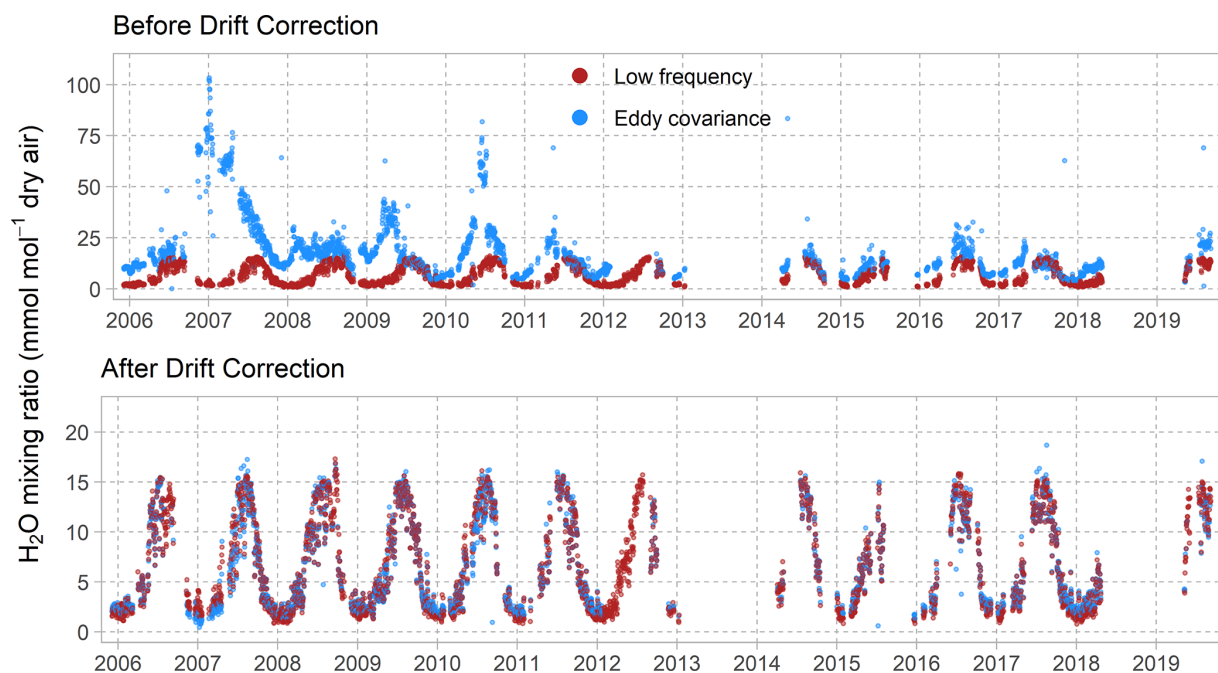 Before Drift Correction
H₂O mixing ratio (mmol mol⁻¹ dry air)
100
75
50
25
0
Low frequency
Eddy covariance
2006 2007 2008 2009 2010 2011 2012 2013 2014 2015 2016 2017 2018 2019
After Drift Correction
20
15
10
5
0
2006 2007 2008 2009 2010 2011 2012 2013 2014 2015 2016 2017 2018 2019